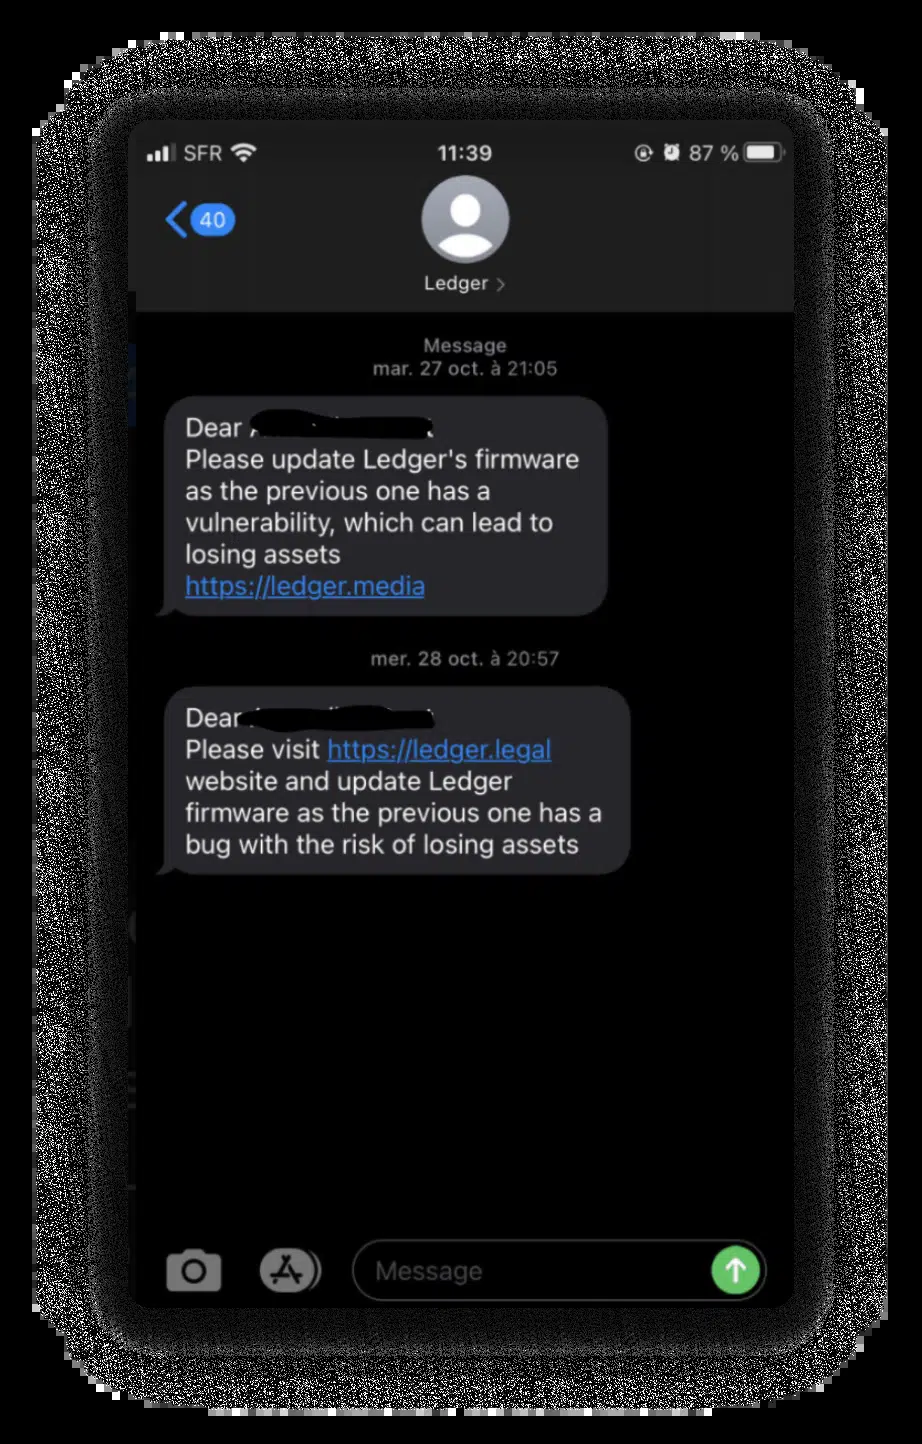 SFR 11:39 87 %
40
Ledger
Message
mar. 27 oct. à 21:05
Dear
Please update Ledger's firmware
as the previous one has a
vulnerability, which can lead to
losing assets
https://ledger.media
mer. 28 oct. à 20:57
Dear
Please visit https://ledger.legal
website and update Ledger
firmware as the previous one has a
bug with the risk of losing assets
Message